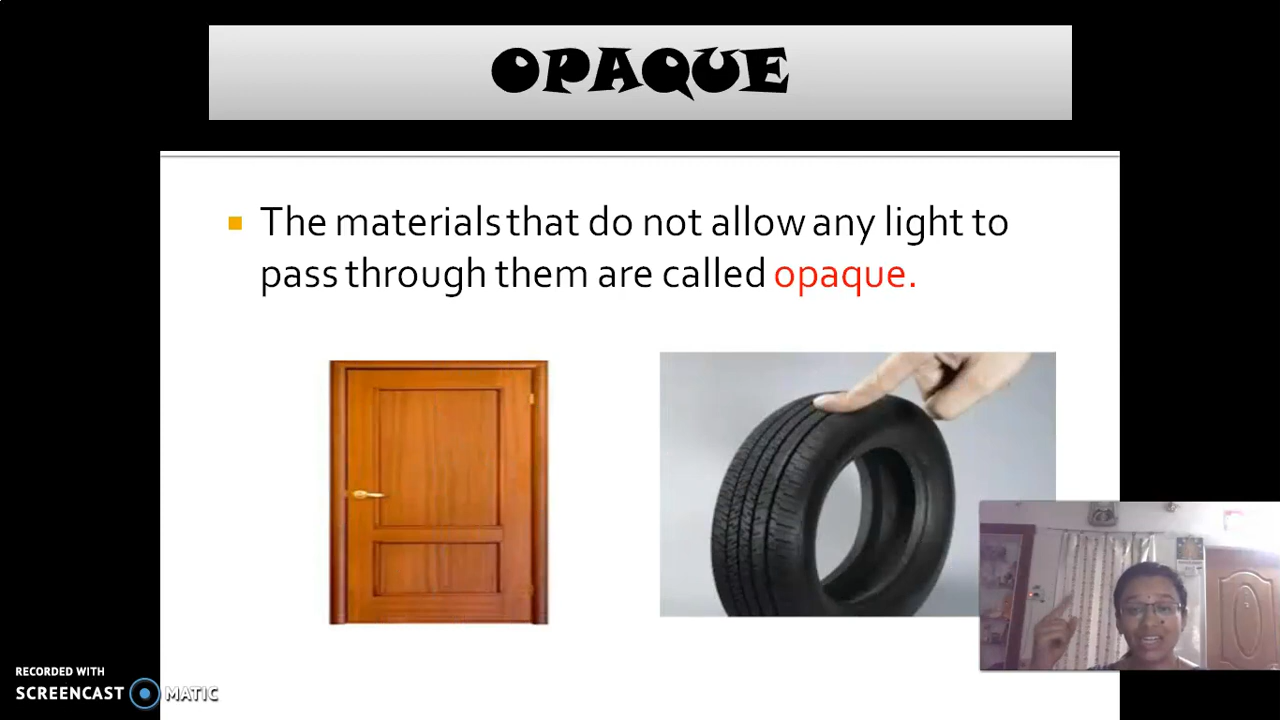 OPAQUE
The materials that do not allow any light to
pass through them are called opaque.
RECORDED WITH
SCREENCAST MATIC